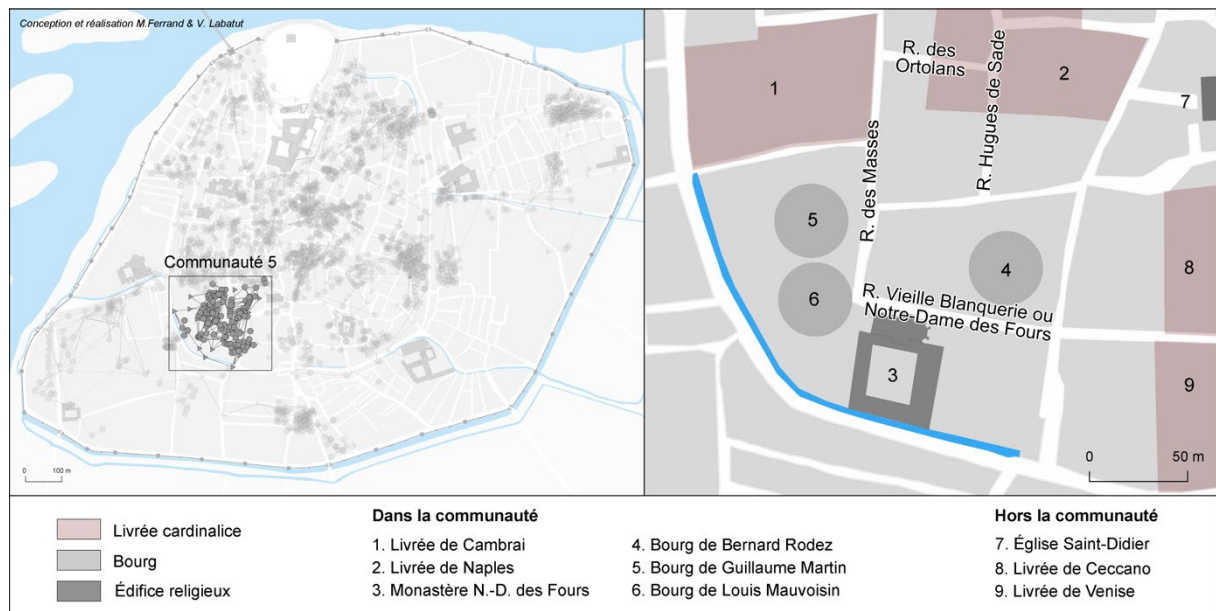 Conception et réalisation M.Ferrand & V. Labatut
Communauté 5
0 100 m
R. des
Ortolans
R. Hugues de Sade
R. des Masses
R. Vieille Blanquerie ou
Notre-Dame des Fours
1
2
7
5
4
8
6
3
9
0 50 m
Livrée cardinalice
Bourg
Édifice religieux
Dans la communauté
1. Livrée de Cambrai
2. Livrée de Naples
3. Monastère N.-D. des Fours
4. Bourg de Bernard Rodez
5. Bourg de Guillaume Martin
6. Bourg de Louis Mauvoisin
Hors la communauté
7. Église Saint-Didier
8. Livrée de Ceccano
9. Livrée de Venise